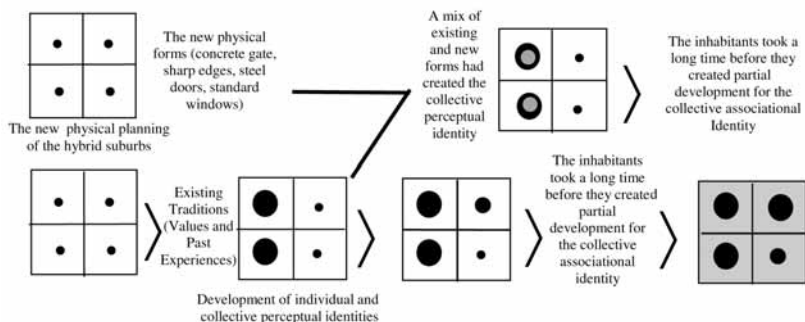 The new physical
forms (concrete gate,
sharp edges, steel
doors, standard
windows)
The new physical planning
of the hybrid suburbs
A mix of
existing
and new
forms had
created the
collective
perceptual
identity
The inhabitants took a
long time before they
created partial
development for the
collective associational
Identity
Existing
Traditions
(Values and
Past
Experiences)
Development of individual and
collective perceptual identities
The inhabitants
took a long time
before they created
partial
development for
the collective
associational
identity